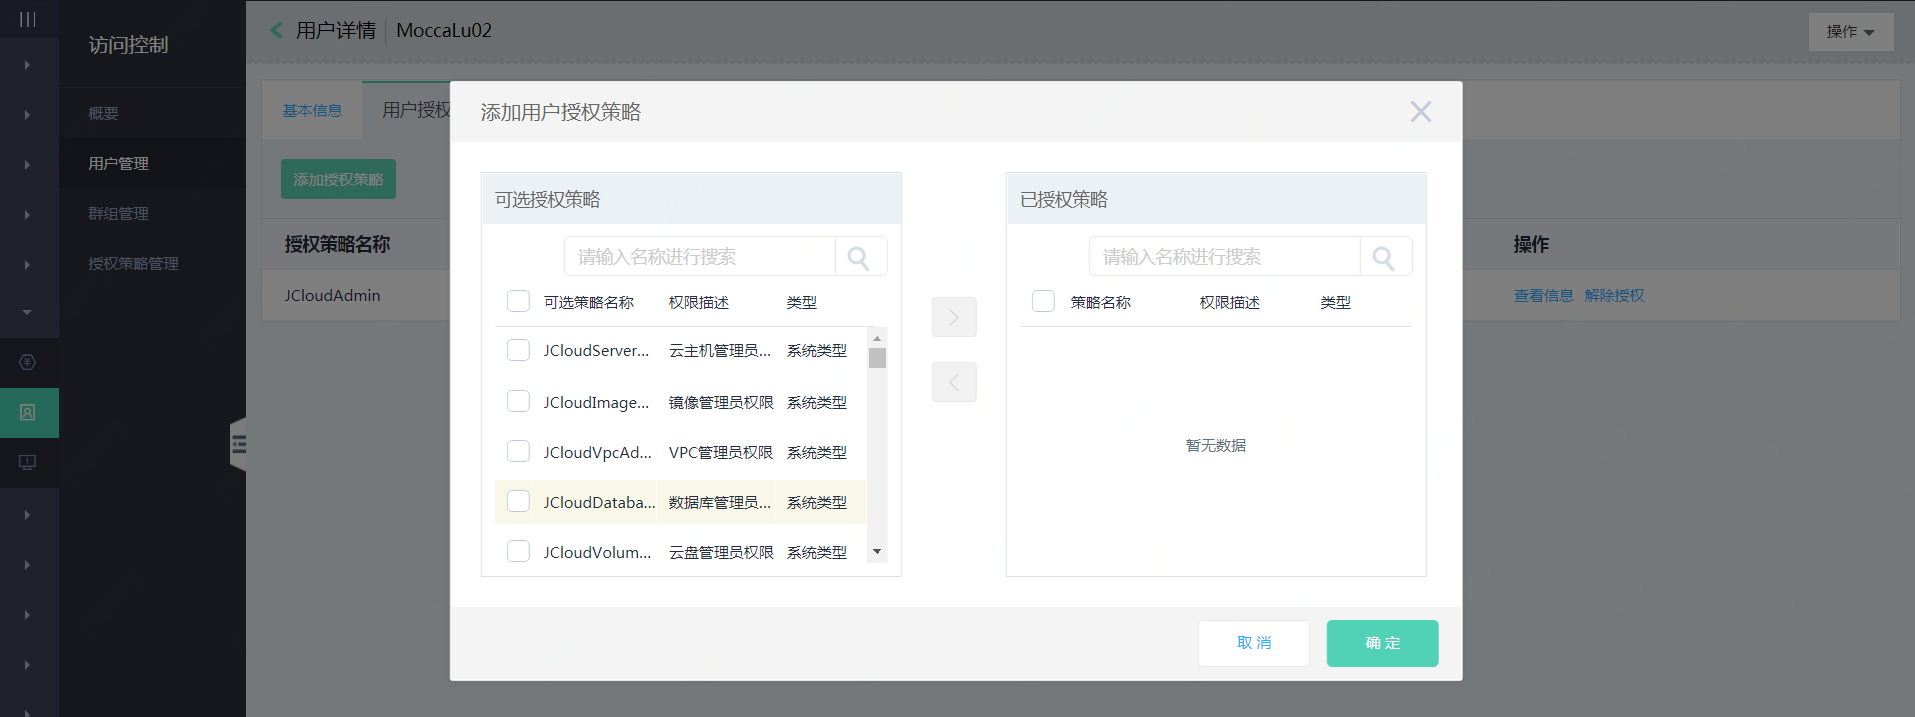 访问控制
概要
用户管理
群组管理
授权策略管理
用户详情 MoccaLu02
操作
基本信息 用户授权
添加授权策略
授权策略名称 操作
JCloudAdmin 查看信息 解除授权
添加用户授权策略
可选授权策略
请输入名称进行搜索
可选策略名称 权限描述 类型
JCloudServer... 云主机管理员... 系统类型
JCloudImage... 镜像管理员权限 系统类型
JCloudVpcAd... VPC管理员权限 系统类型
JCloudDataba... 数据库管理员... 系统类型
JCloudVolum... 云盘管理员权限 系统类型
已授权策略
请输入名称进行搜索
策略名称 权限描述 类型
暂无数据
取消 确定